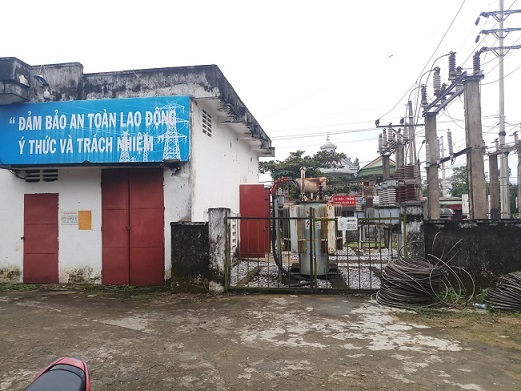 “ ĐẢM BẢO AN TOÀN LAO ĐỘNG
Ý THỨC VÀ TRÁCH NHIỆM ”